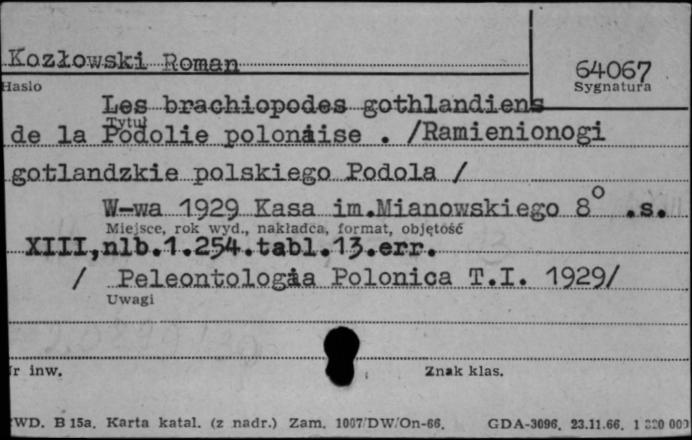 Kozłowski Roman
64067
Hasło
Sygnatura
Les brachiopodes gothlandiens
Tytuł
de la Podolie polonaise . /Ramienionogi
gotlandzkie polskiego Podola /
W-wa 1929 Kasa im.Mianowskiego 8° .s.
Miejsce, rok wyd., nakładca, format, objętość
XIII,nlb.1.254.tabl.13.err.
/ Peleontologia Polonica T.I. 1929/
Uwagi
r inw.
Znak klas.
WD. B 15a. Karta katal. (z nadr.) Zam. 1007/DW/On-66. GDA-3096. 23.11.66. 1